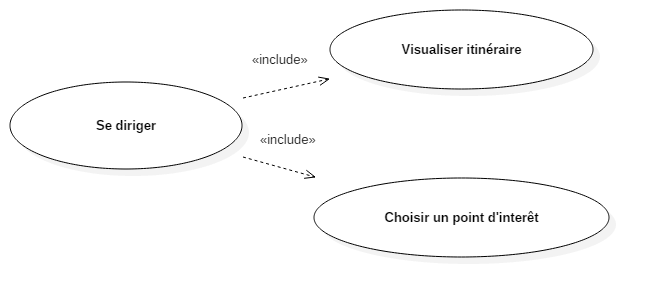 «include»
Visualiser itinéraire
Se diriger
«include»
Choisir un point d'interêt